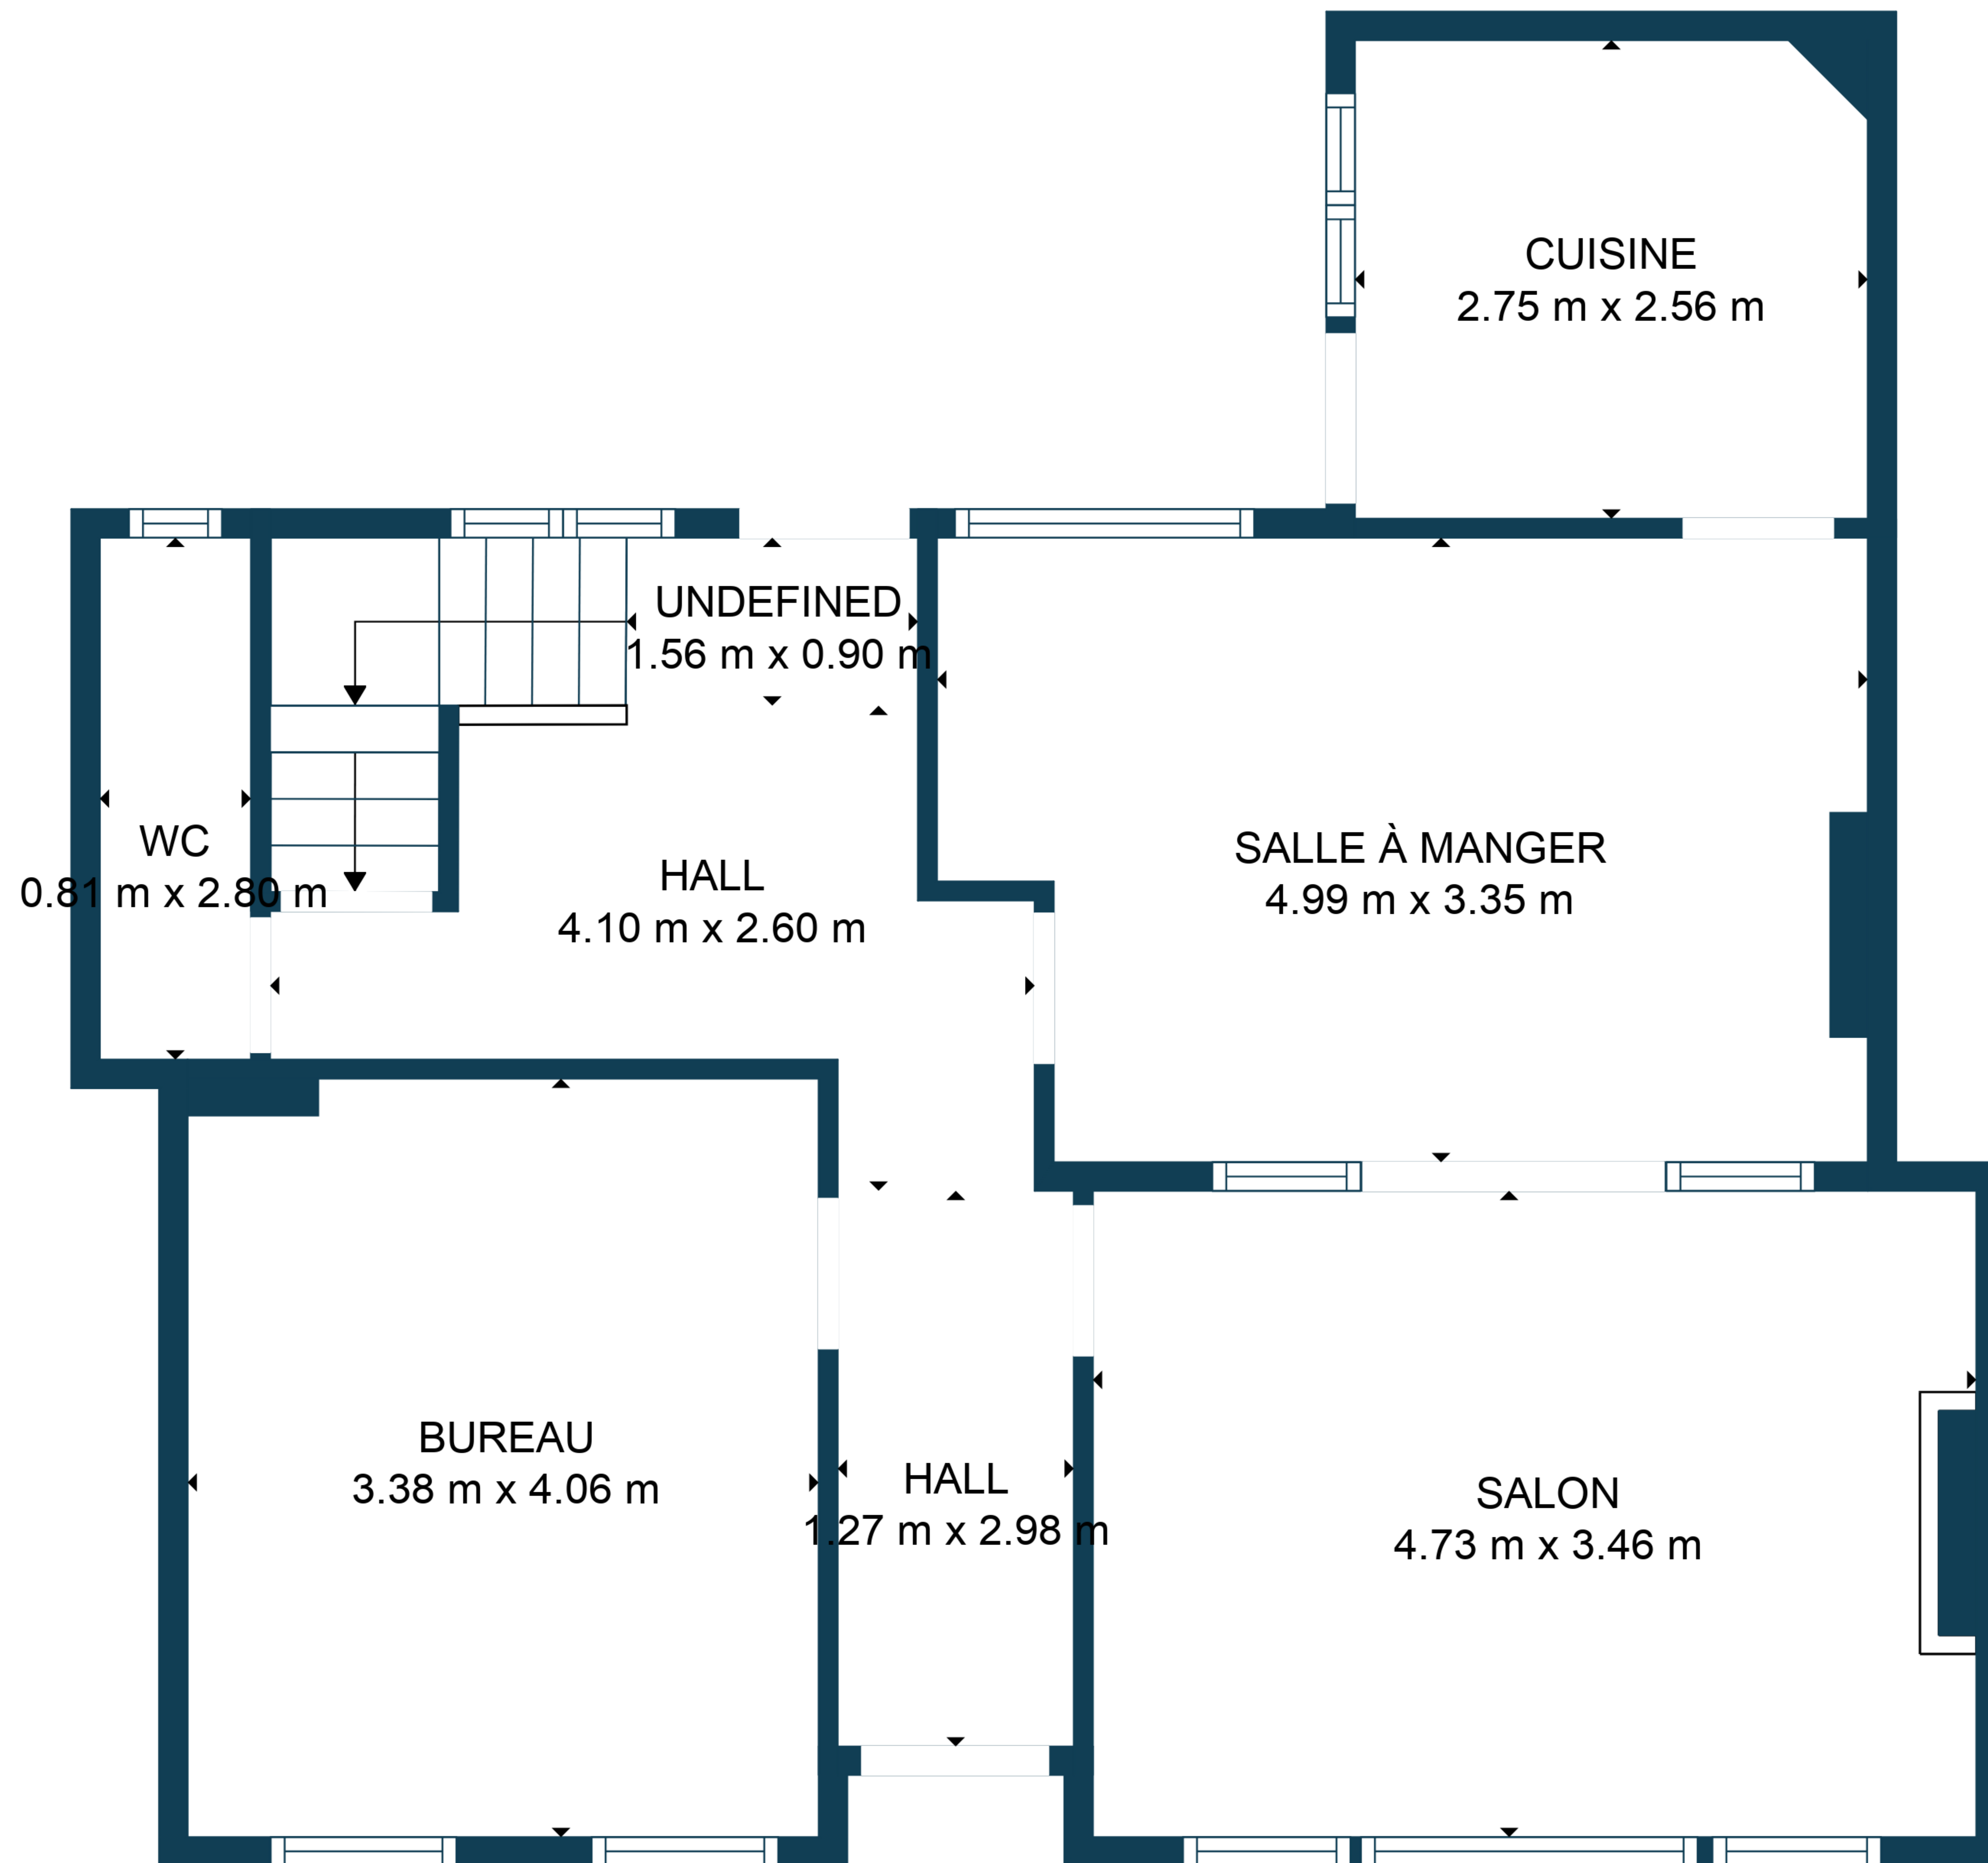 CUISINE
2.75 m x 2.56 m
UNDEFINED
1.56 m x 0.90 m
WC
0.81 m x 2.80 m
HALL
4.10 m x 2.60 m
SALLE À MANGER
4.99 m x 3.35 m
BUREAU
3.38 m x 4.06 m
HALL
1.27 m x 2.98 m
SALON
4.73 m x 3.46 m